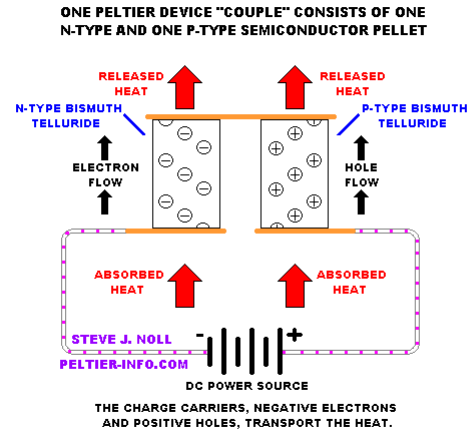 ONE PELTIER DEVICE "COUPLE" CONSISTS OF ONE
N-TYPE AND ONE P-TYPE SEMICONDUCTOR PELLET
RELEASED
HEAT
RELEASED
HEAT
N-TYPE BISMUTH
TELLURIDE
P-TYPE BISMUTH
TELLURIDE
ELECTRON
FLOW
HOLE
FLOW
ABSORBED
HEAT
ABSORBED
HEAT
- +
STEVE J. NOLL
PELTIER-INFO.COM
DC POWER SOURCE
THE CHARGE CARRIERS, NEGATIVE ELECTRONS
AND POSITIVE HOLES, TRANSPORT THE HEAT.